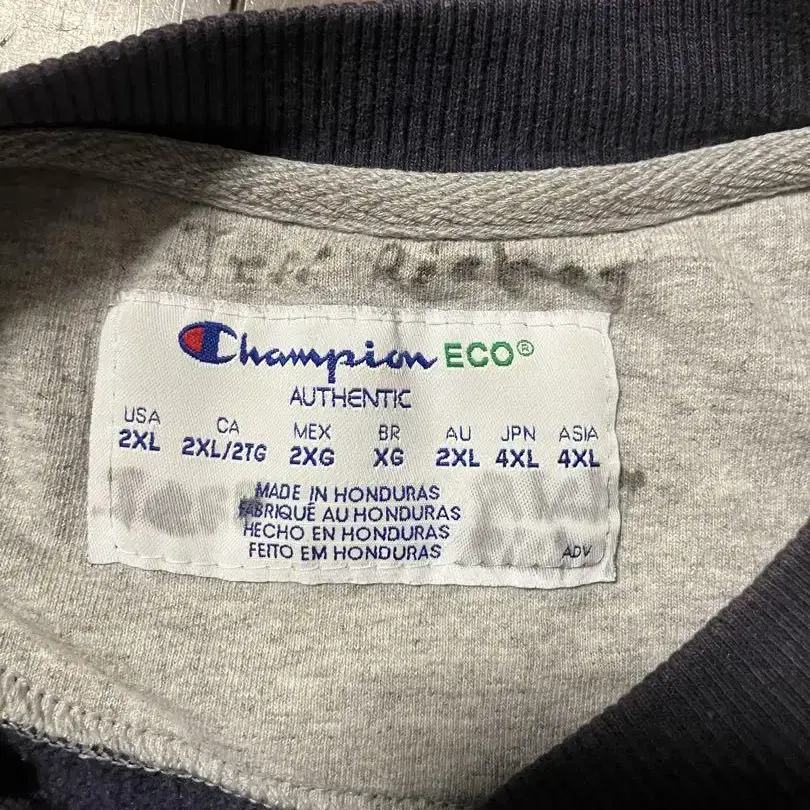 Champion ECO®
AUTHENTIC
USA CA MEX BR AU JPN ASIA
2XL 2XL/2TG 2XG XG 2XL 4XL 4XL
MADE IN HONDURAS
FABRIQUÉ AU HONDURAS
HECHO EN HONDURAS
FEITO EM HONDURAS
ADV